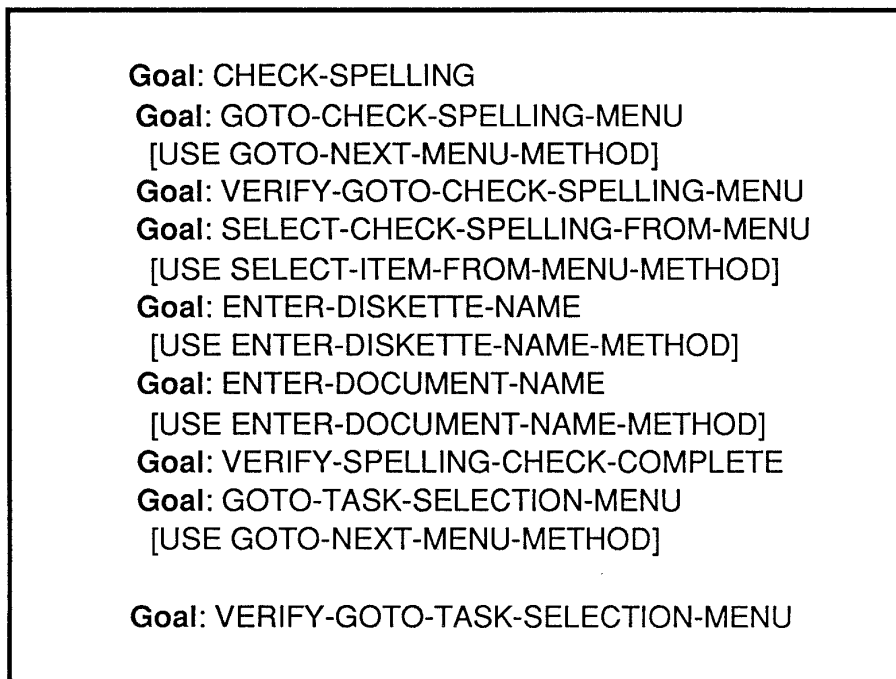 Goal: CHECK-SPELLING
Goal: GOTO-CHECK-SPELLING-MENU
[USE GOTO-NEXT-MENU-METHOD]
Goal: VERIFY-GOTO-CHECK-SPELLING-MENU
Goal: SELECT-CHECK-SPELLING-FROM-MENU
[USE SELECT-ITEM-FROM-MENU-METHOD]
Goal: ENTER-DISKETTE-NAME
[USE ENTER-DISKETTE-NAME-METHOD]
Goal: ENTER-DOCUMENT-NAME
[USE ENTER-DOCUMENT-NAME-METHOD]
Goal: VERIFY-SPELLING-CHECK-COMPLETE
Goal: GOTO-TASK-SELECTION-MENU
[USE GOTO-NEXT-MENU-METHOD]
Goal: VERIFY-GOTO-TASK-SELECTION-MENU